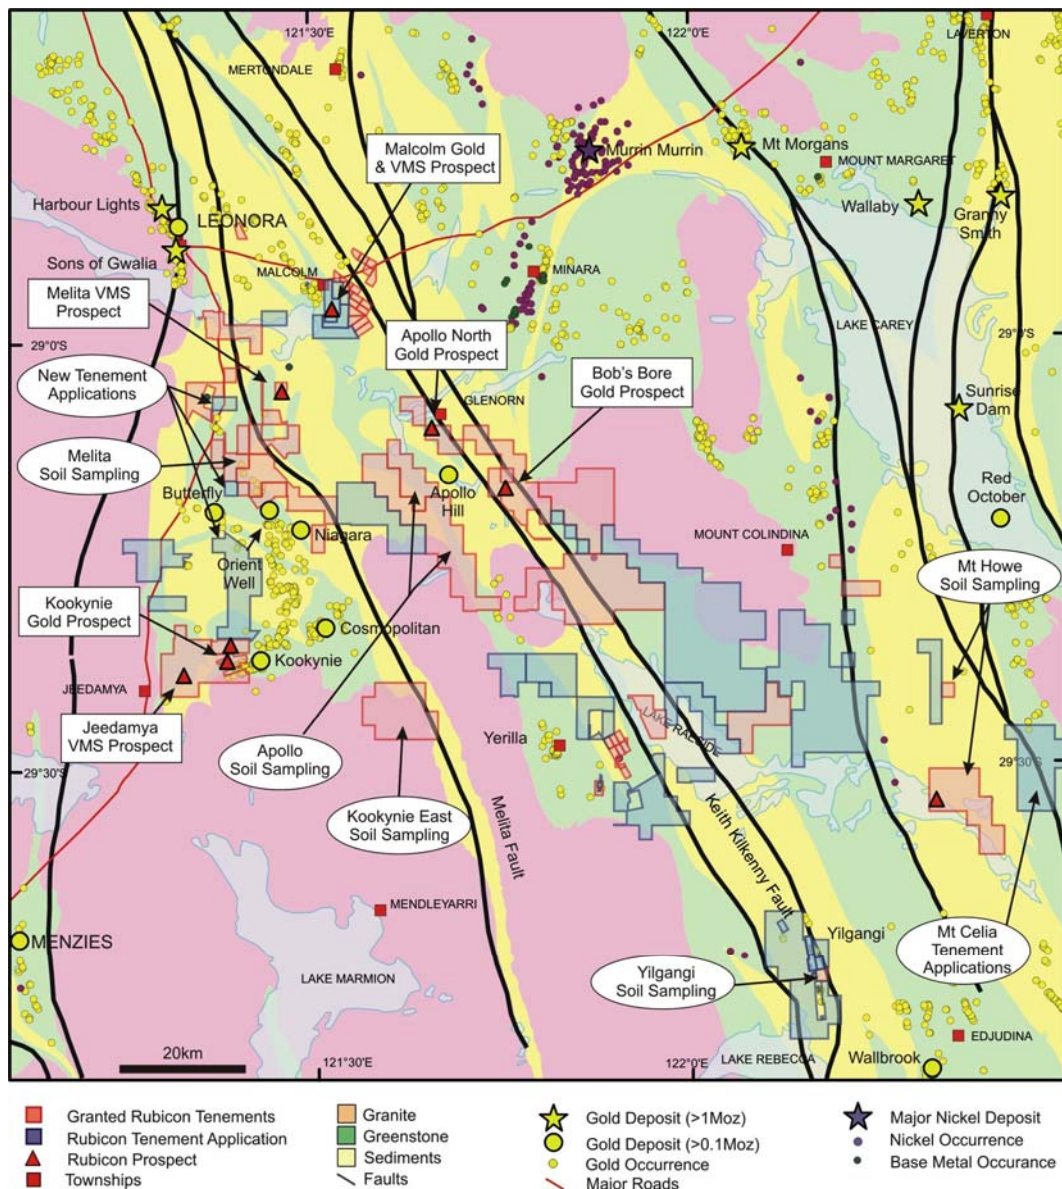 121°30'E
122°0'E
LAVERTON
MERTONDALE
Malcolm Gold
& VMS Prospect
Murrin Murrin
Mt Morgans
MOUNT MARGARET
Harbour Lights
LEONORA
Wallaby
Granny
Smith
Sons of Gwalia
MALCOLM
MINARA
Melita VMS
Prospect
Apollo North
Gold Prospect
LAKE CAREY
29°0'S
29°0'S
New Tenement
Applications
GLENORN
Bob's Bore
Gold Prospect
Sunrise
Dam
Melita
Soil Sampling
Butterfly
Apollo
Hill
Red
October
Niagara
MOUNT COLINDINA
Orient
Well
Mt Howe
Soil Sampling
Kookynie
Gold Prospect
Cosmopolitan
Kookynie
JEEDAMYA
Jeedamya
VMS Prospect
Apollo
Soil Sampling
LAKE RAESIDE
Yerilla
29°30'S
29°30'S
Kookynie East
Soil Sampling
Melita Fault
Keith Kilkenny Fault
MENDLEYARRI
MENZIES
Yilgangi
Mt Celia
Tenement
Applications
LAKE MARMION
Yilgangi
Soil Sampling
EDJUDINA
20km
121°30'E
122°0'E
LAKE REBECCA
Wallbrook
Granted Rubicon Tenements
Rubicon Tenement Application
Rubicon Prospect
Townships
Granite
Greenstone
Sediments
Faults
Gold Deposit (>1Moz)
Gold Deposit (>0.1Moz)
Gold Occurrence
Major Roads
Major Nickel Deposit
Nickel Occurrence
Base Metal Occurance